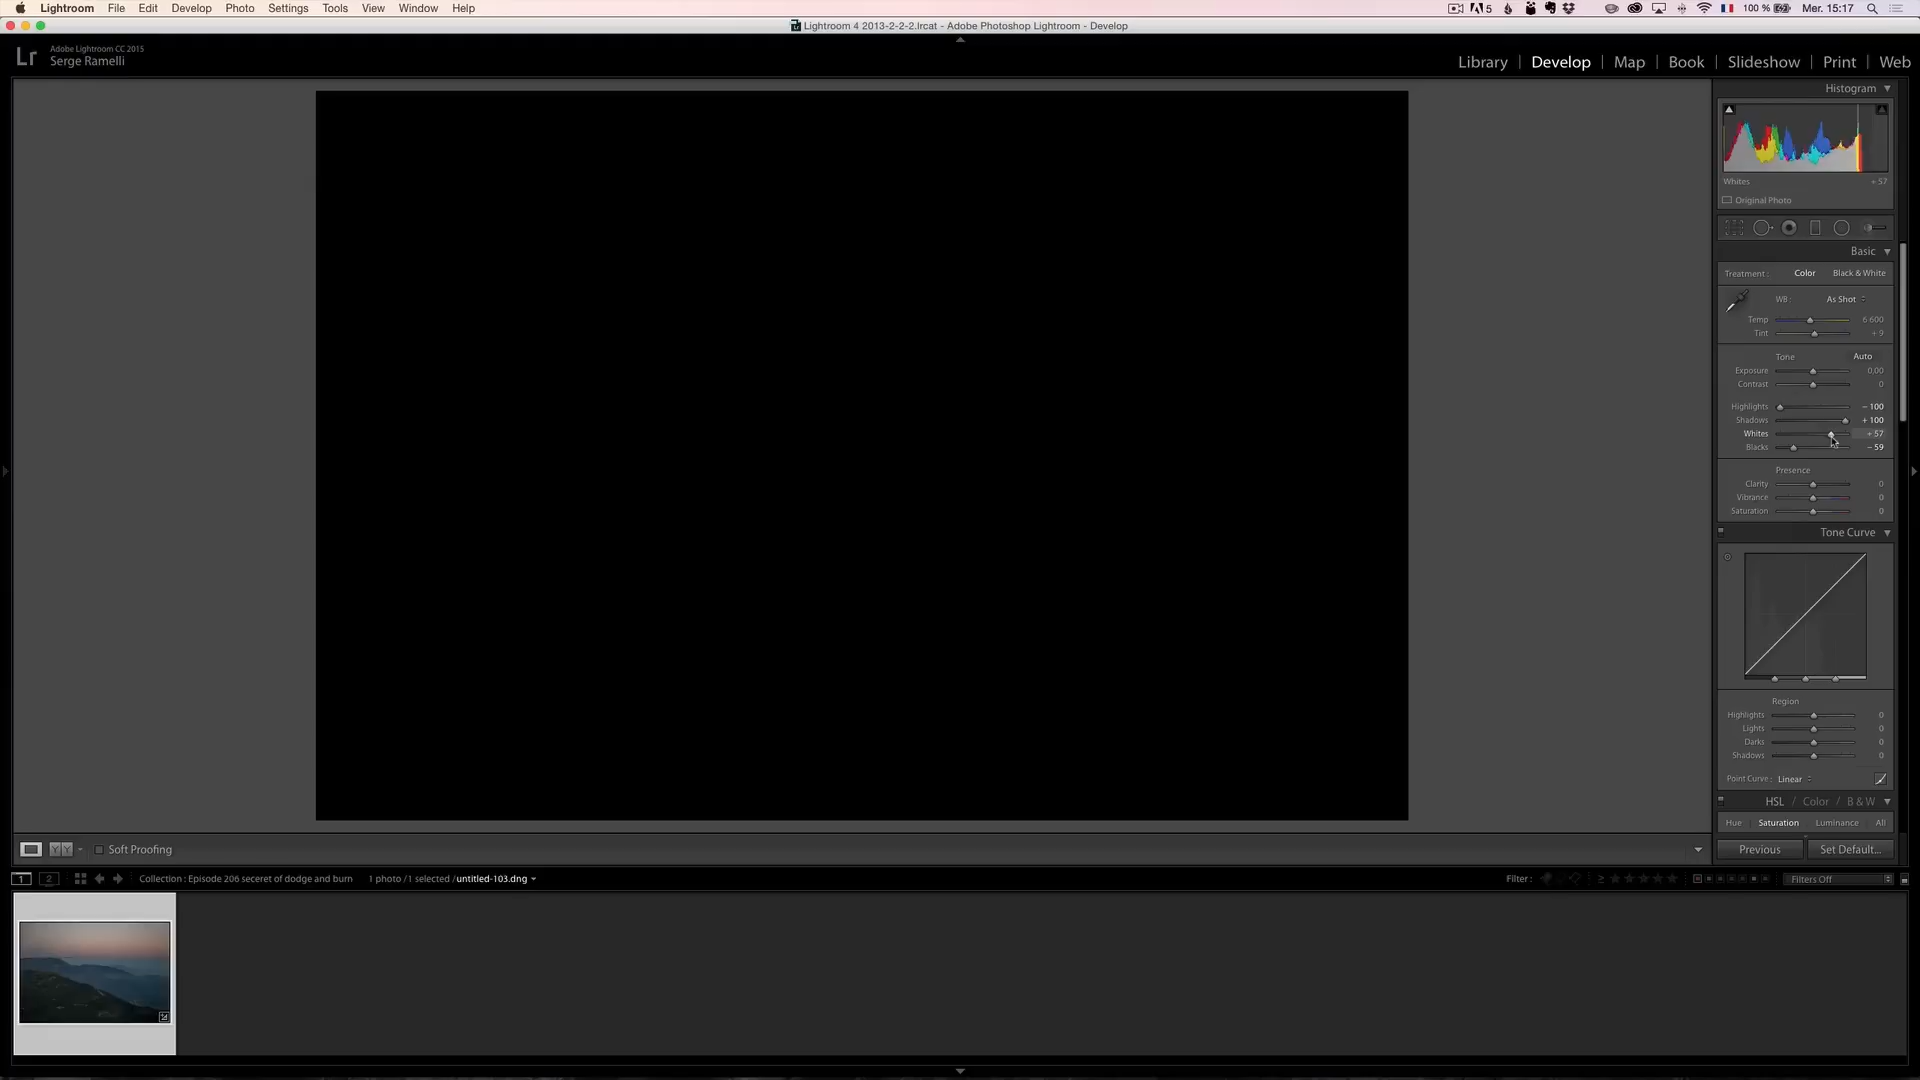 Lightroom File Edit Develop Photo Settings Tools View Window Help 5 100 % Mer. 15:17
Lightroom 4 2013-2-2-2.lrcat - Adobe Photoshop Lightroom - Develop
Lr Adobe Lightroom CC 2015
Serge Ramelli
Library | Develop | Map | Book | Slideshow | Print | Web
Histogram
Whites + 57
Original Photo
Basic
Treatment : Color Black & White
WB : As Shot
Temp 6 600
Tint + 9
Tone Auto
Exposure 0,00
Contrast 0
Highlights − 100
Shadows + 100
Whites + 57
Blacks − 59
Presence
Clarity 0
Vibrance 0
Saturation 0
Tone Curve
Region
Highlights 0
Lights 0
Darks 0
Shadows 0
Point Curve : Linear
HSL / Color / B & W
Hue Saturation Luminance All
Y Y Soft Proofing
Previous Set Default...
1 2 Collection : Episode 206 seceret of dodge and burn 1 photo / 1 selected / untitled-103.dng Filter : Filters Off